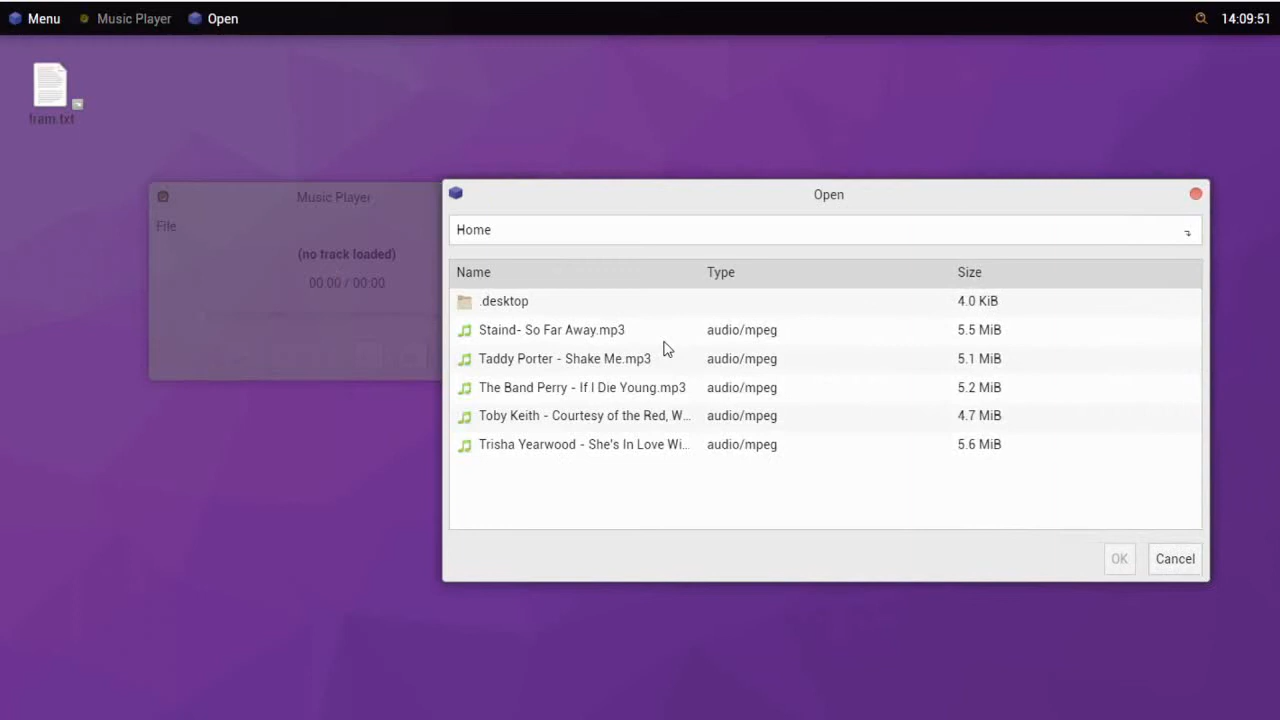 Menu Music Player Open 14:09:51
tram.txt
Music Player
File
(no track loaded)
00:00 / 00:00
Open
Home
Name Type Size
.desktop 4.0 KiB
Staind- So Far Away.mp3 audio/mpeg 5.5 MiB
Taddy Porter - Shake Me.mp3 audio/mpeg 5.1 MiB
The Band Perry - If I Die Young.mp3 audio/mpeg 5.2 MiB
Toby Keith - Courtesy of the Red, W... audio/mpeg 4.7 MiB
Trisha Yearwood - She's In Love Wi... audio/mpeg 5.6 MiB
OK Cancel